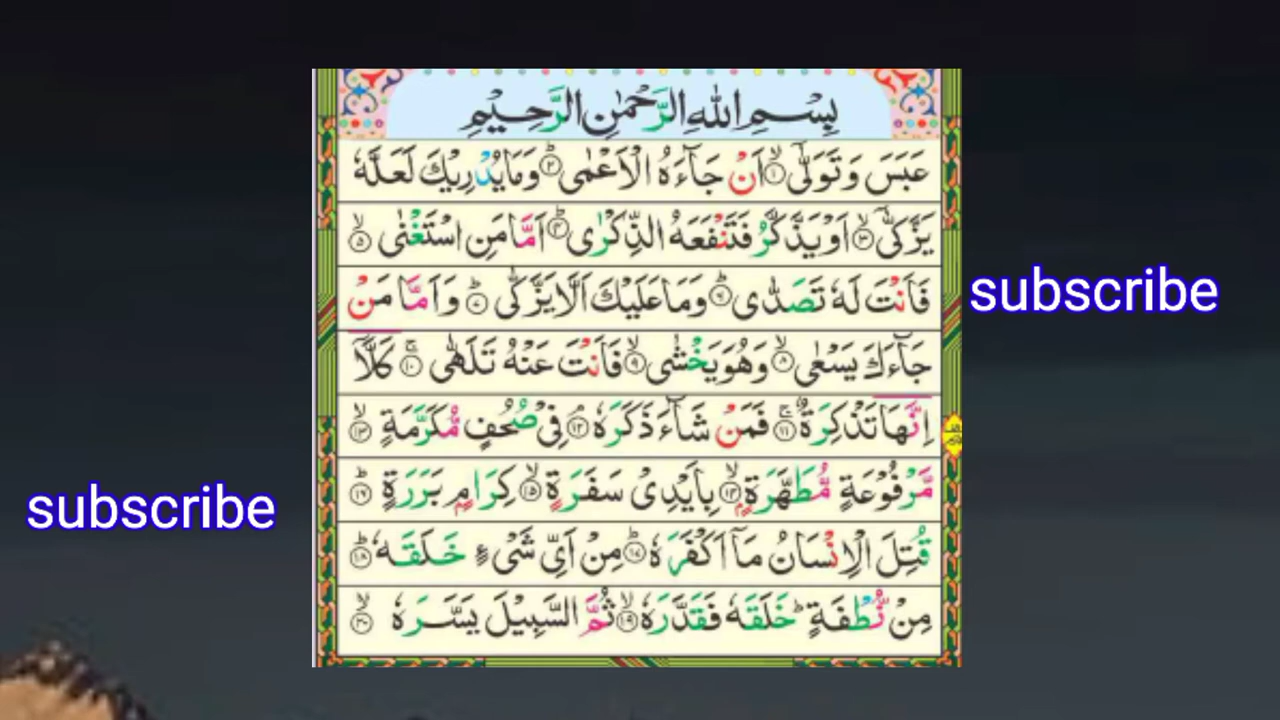 بِسْمِ اللهِ الرَّحْمٰنِ الرَّحِيْمِ
عَبَسَ وَ تَوَلّٰۤىۙ۝۱ اَنْ جَآءَهُ الْاَعْمٰىؕ۝۲ وَمَا يُدْرِيْكَ لَعَلَّهٗ
يَزَّكّٰۤىۙ۝۳ اَوْ يَذَّكَّرُ فَتَنْفَعَهُ الذِّكْرٰىؕ۝۴ اَمَّا مَنِ اسْتَغْنٰىۙ۝۵
فَاَنْتَ لَهٗ تَصَدّٰىؕ۝۶ وَمَا عَلَيْكَ اَلَّا يَزَّكّٰىؕ۝۷ وَ اَمَّا مَنْ
جَآءَكَ يَسْعٰىۙ۝۸ وَهُوَ يَخْشٰىۙ۝۹ فَاَنْتَ عَنْهُ تَلَهّٰىۚ۝۱۰ كَلَّاۤ
اِنَّهَا تَذْكِرَةٌۚ۝۱۱ فَمَنْ شَآءَ ذَكَرَهٗۘ۝۱۲ فِيْ صُحُفٍ مُّكَرَّمَةٍۙ۝۱۳
مَّرْفُوْعَةٍ مُّطَهَّرَةٍۭۙ۝۱۴ بِاَيْدِيْ سَفَرَةٍۙ۝۱۵ كِرَامٍۭ بَرَرَةٍؕ۝۱۶
قُتِلَ الْاِنْسَانُ مَاۤ اَكْفَرَهٗؕ۝۱۷ مِنْ اَيِّ شَيْءٍ خَلَقَهٗؕ۝۱۸
مِنْ نُّطْفَةٍؕ خَلَقَهٗ فَقَدَّرَهٗۙ۝۱۹ ثُمَّ السَّبِيْلَ يَسَّرَهٗۙ۝۲۰
subscribe
subscribe